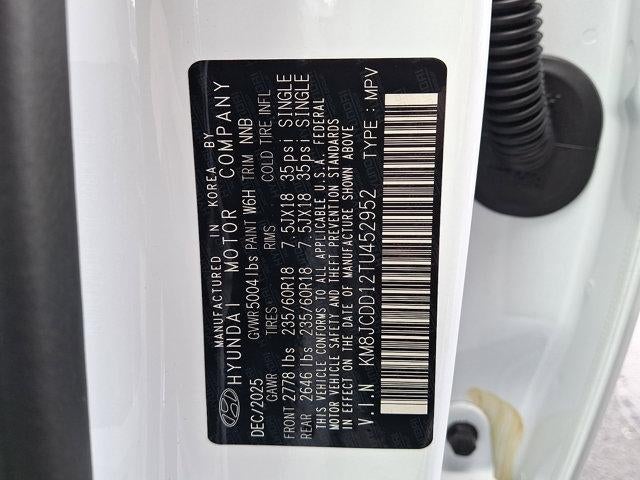 MANUFACTURED IN KOREA BY
HYUNDAI MOTOR COMPANY
DEC/2025 GVWR 5004 lbs PAINT W6H TRIM NNB
GAWR TIRES RIMS COLD TIRE INFL
FRONT 2778 lbs 235/60R18 7.5JX18 35psi SINGLE
REAR 2646 lbs 235/60R18 7.5JX18 35psi SINGLE
THIS VEHICLE CONFORMS TO ALL APPLICABLE U.S.A. FEDERAL
MOTOR VEHICLE SAFETY AND THEFT PREVENTION STANDARDS
IN EFFECT ON THE DATE OF MANUFACTURE SHOWN ABOVE
V.I.N KM8JCDD12TU452952 TYPE : MPV